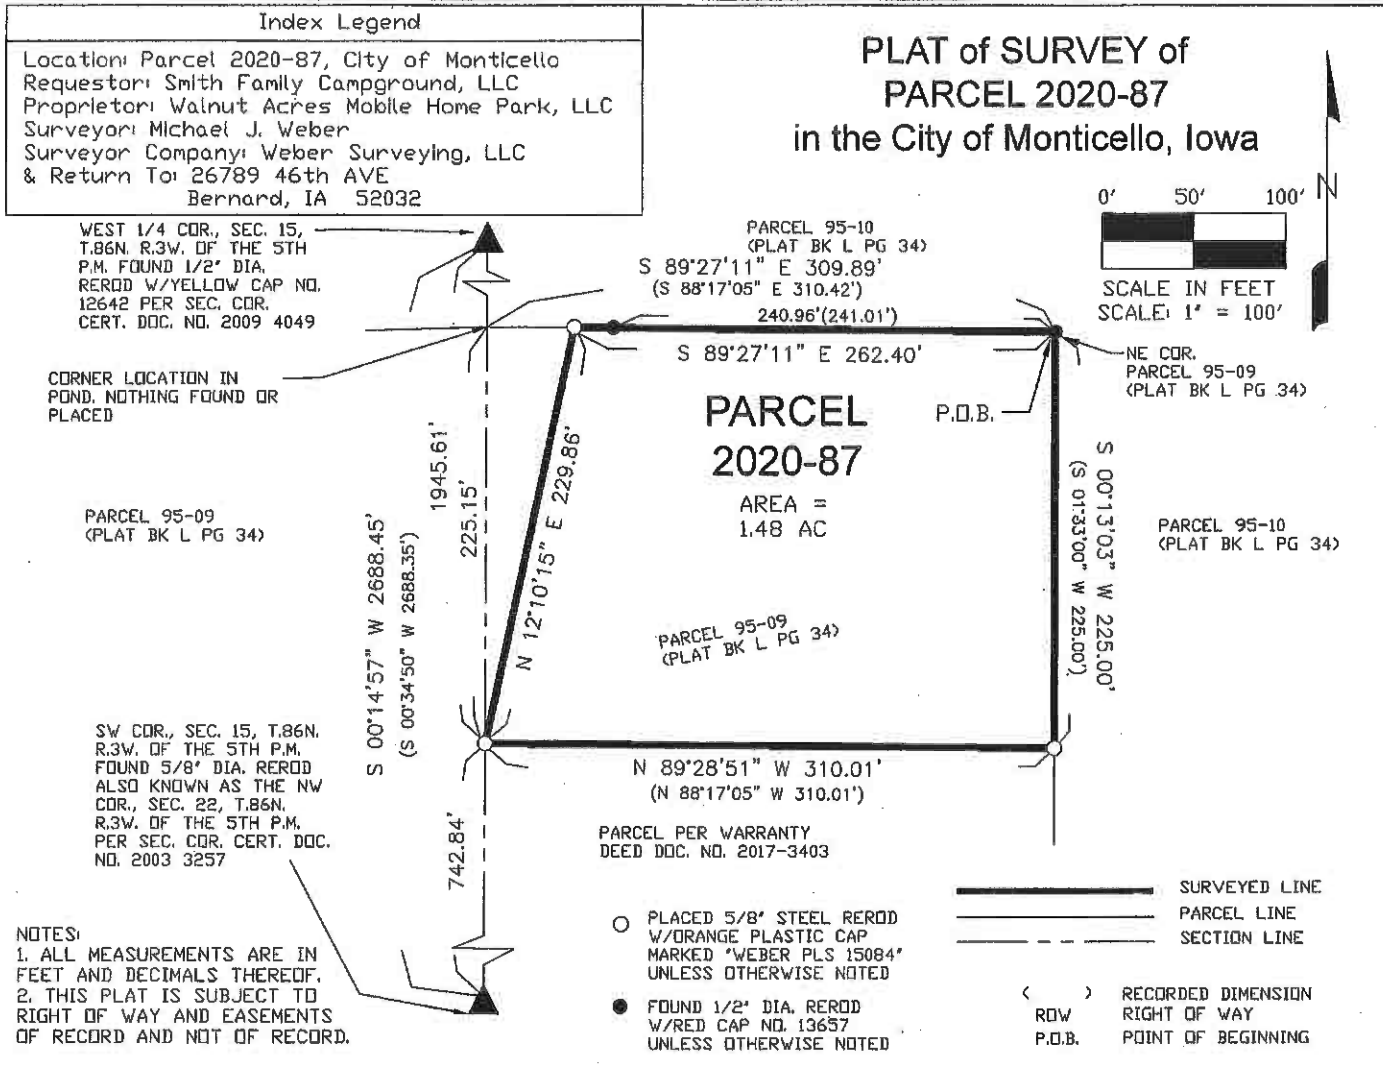 Index Legend
Location: Parcel 2020-87, City of Monticello
Requestor: Smith Family Campground, LLC
Proprietor: Walnut Acres Mobile Home Park, LLC
Surveyor: Michael J. Weber
Surveyor Company: Weber Surveying, LLC
& Return To: 26789 46th AVE
Bernard, IA 52032
PLAT of SURVEY of
PARCEL 2020-87
in the City of Monticello, Iowa
N
0' 50' 100'
SCALE IN FEET
SCALE: 1" = 100'
WEST 1/4 COR., SEC. 15,
T.86N. R.3W. OF THE 5TH
P.M. FOUND 1/2" DIA.
REROD W/YELLOW CAP NO.
12642 PER SEC. COR.
CERT. DOC. NO. 2009 4049
PARCEL 95-10
(PLAT BK L PG 34)
S 89°27'11" E 309.89'
(S 88°17'05" E 310.42')
240.96'(241.01')
S 89°27'11" E 262.40'
NE COR.
PARCEL 95-09
(PLAT BK L PG 34)
P.O.B.
CORNER LOCATION IN
POND. NOTHING FOUND OR
PLACED
PARCEL
2020-87
AREA =
1.48 AC
1945.61'
225.15'
N 12°10'15" E 229.86'
S 00°14'57" W 2688.45'
(S 00°34'50" W 2688.35')
PARCEL 95-09
(PLAT BK L PG 34)
S 00°13'03" W 225.00'
(S 01°33'00" W 225.00')
PARCEL 95-10
(PLAT BK L PG 34)
PARCEL 95-09
(PLAT BK L PG 34)
SW COR., SEC. 15, T.86N.
R.3W. OF THE 5TH P.M.
FOUND 5/8" DIA. REROD
ALSO KNOWN AS THE NW
COR., SEC. 22, T.86N.
R.3W. OF THE 5TH P.M.
PER SEC. COR. CERT. DOC.
NO. 2003 3257
N 89°28'51" W 310.01'
(N 88°17'05" W 310.01')
742.84'
PARCEL PER WARRANTY
DEED DOC. NO. 2017-3403
NOTES:
1. ALL MEASUREMENTS ARE IN
FEET AND DECIMALS THEREOF.
2. THIS PLAT IS SUBJECT TO
RIGHT OF WAY AND EASEMENTS
OF RECORD AND NOT OF RECORD.
PLACED 5/8" STEEL REROD
W/ORANGE PLASTIC CAP
MARKED "WEBER PLS 15084"
UNLESS OTHERWISE NOTED
FOUND 1/2" DIA. REROD
W/RED CAP NO. 13657
UNLESS OTHERWISE NOTED
SURVEYED LINE
PARCEL LINE
SECTION LINE
( ) RECORDED DIMENSION
ROW RIGHT OF WAY
P.O.B. POINT OF BEGINNING